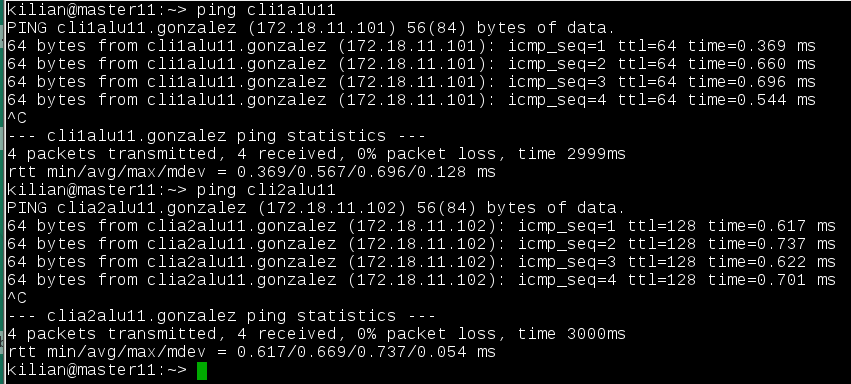 kilian@master11:~> ping cli1alu11
PING cli1alu11.gonzalez (172.18.11.101) 56(84) bytes of data.
64 bytes from cli1alu11.gonzalez (172.18.11.101): icmp_seq=1 ttl=64 time=0.369 ms
64 bytes from cli1alu11.gonzalez (172.18.11.101): icmp_seq=2 ttl=64 time=0.660 ms
64 bytes from cli1alu11.gonzalez (172.18.11.101): icmp_seq=3 ttl=64 time=0.696 ms
64 bytes from cli1alu11.gonzalez (172.18.11.101): icmp_seq=4 ttl=64 time=0.544 ms
^C
--- cli1alu11.gonzalez ping statistics ---
4 packets transmitted, 4 received, 0% packet loss, time 2999ms
rtt min/avg/max/mdev = 0.369/0.567/0.696/0.128 ms
kilian@master11:~> ping cli2alu11
PING clia2alu11.gonzalez (172.18.11.102) 56(84) bytes of data.
64 bytes from clia2alu11.gonzalez (172.18.11.102): icmp_seq=1 ttl=128 time=0.617 ms
64 bytes from clia2alu11.gonzalez (172.18.11.102): icmp_seq=2 ttl=128 time=0.737 ms
64 bytes from clia2alu11.gonzalez (172.18.11.102): icmp_seq=3 ttl=128 time=0.622 ms
64 bytes from clia2alu11.gonzalez (172.18.11.102): icmp_seq=4 ttl=128 time=0.701 ms
^C
--- clia2alu11.gonzalez ping statistics ---
4 packets transmitted, 4 received, 0% packet loss, time 3000ms
rtt min/avg/max/mdev = 0.617/0.669/0.737/0.054 ms
kilian@master11:~>